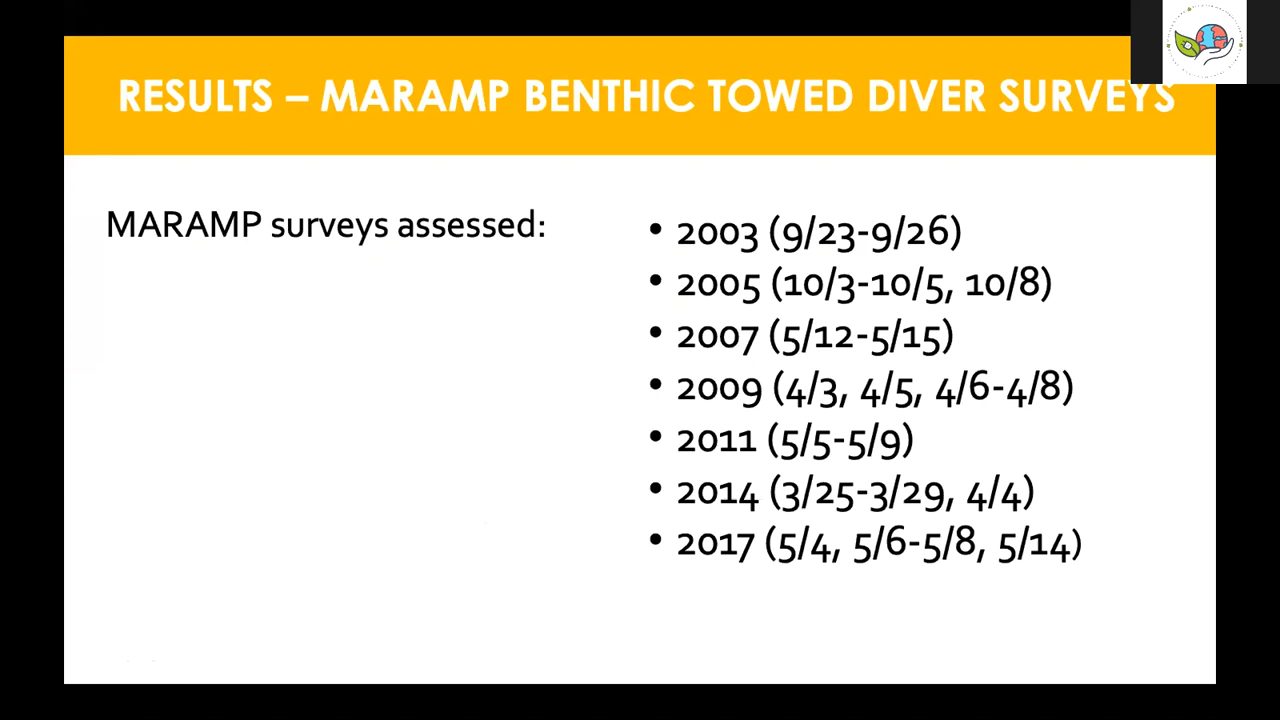 RESULTS – MARAMP BENTHIC TOWED DIVER SURVEYS
MARAMP surveys assessed:
• 2003 (9/23-9/26)
• 2005 (10/3-10/5, 10/8)
• 2007 (5/12-5/15)
• 2009 (4/3, 4/5, 4/6-4/8)
• 2011 (5/5-5/9)
• 2014 (3/25-3/29, 4/4)
• 2017 (5/4, 5/6-5/8, 5/14)